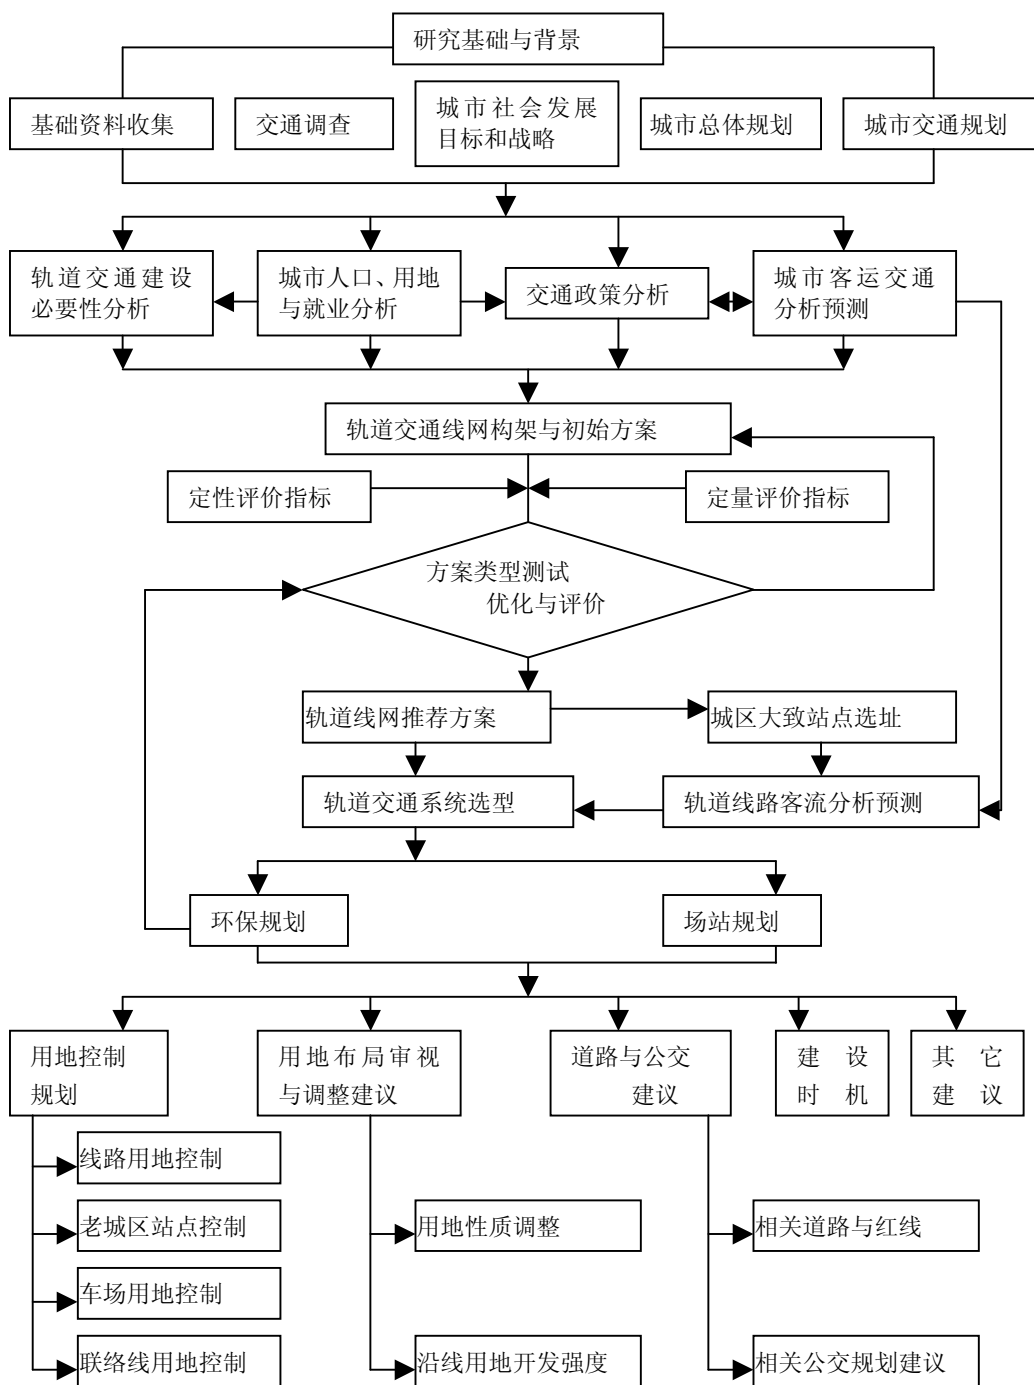 研究基础与背景
基础资料收集
交通调查
城市社会发展
目标和战略
城市总体规划
城市交通规划
轨道交通建设
必要性分析
城市人口、用地
与就业分析
交通政策分析
城市客运交通
分析预测
轨道交通线网构架与初始方案
定性评价指标
定量评价指标
方案类型测试
优化与评价
轨道线网推荐方案
城区大致站点选址
轨道交通系统选型
轨道线路客流分析预测
环保规划
场站规划
用地控制
规划
用地布局审视
与调整建议
道路与公交
建议
建设
时机
其它
建议
线路用地控制
老城区站点控制
车场用地控制
联络线用地控制
用地性质调整
沿线用地开发强度
相关道路与红线
相关公交规划建议